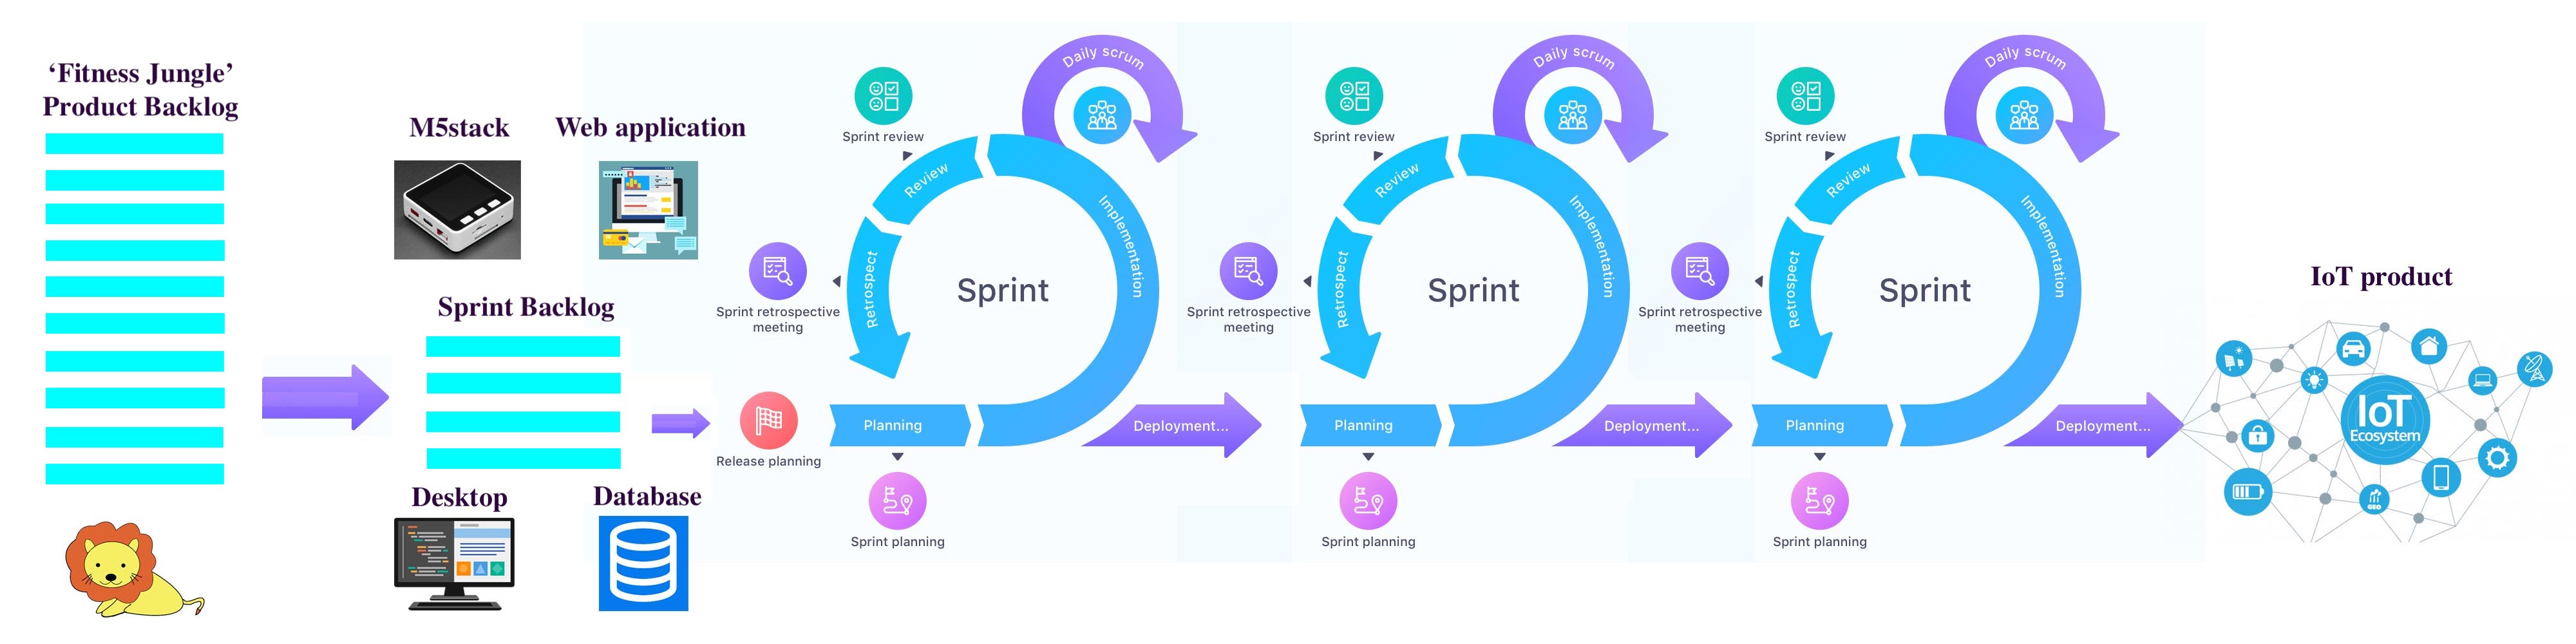 ‘Fitness Jungle’
Product Backlog
M5stack
Web application
Sprint Backlog
Desktop
Database
Release planning
Daily scrum
Sprint review
Review
Implementation
Retrospect
Sprint
Sprint retrospective
meeting
Planning
Deployment...
Sprint planning
Daily scrum
Sprint review
Review
Implementation
Retrospect
Sprint
Sprint retrospective
meeting
Planning
Deployment...
Sprint planning
Daily scrum
Sprint review
Review
Implementation
Retrospect
Sprint
Sprint retrospective
meeting
Planning
Deployment...
Sprint planning
IoT product
IoT
Ecosystem
GEO